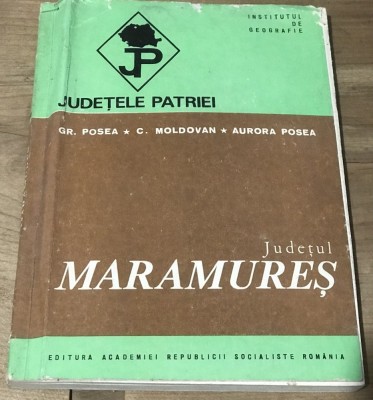 INSTITUTUL
DE
GEOGRAFIE
JP
JUDEȚELE PATRIEI
GR. POSEA ★ C. MOLDOVAN ★ AURORA POSEA
Județul
MARAMUREȘ
EDITURA ACADEMIEI REPUBLICII SOCIALISTE ROMÂNIA